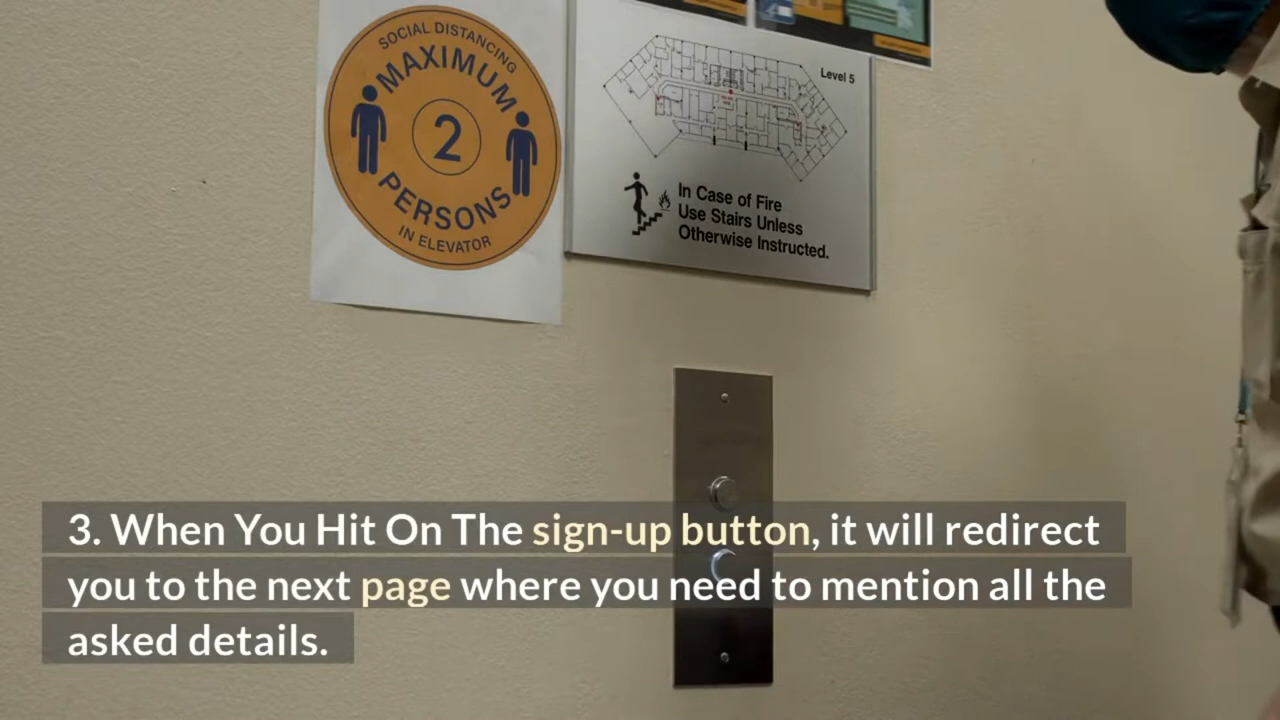 SOCIAL DISTANCING
MAXIMUM
2
PERSONS
IN ELEVATOR
Level 5
In Case of Fire
Use Stairs Unless
Otherwise Instructed.
3. When You Hit On The sign-up button, it will redirect
you to the next page where you need to mention all the
asked details.